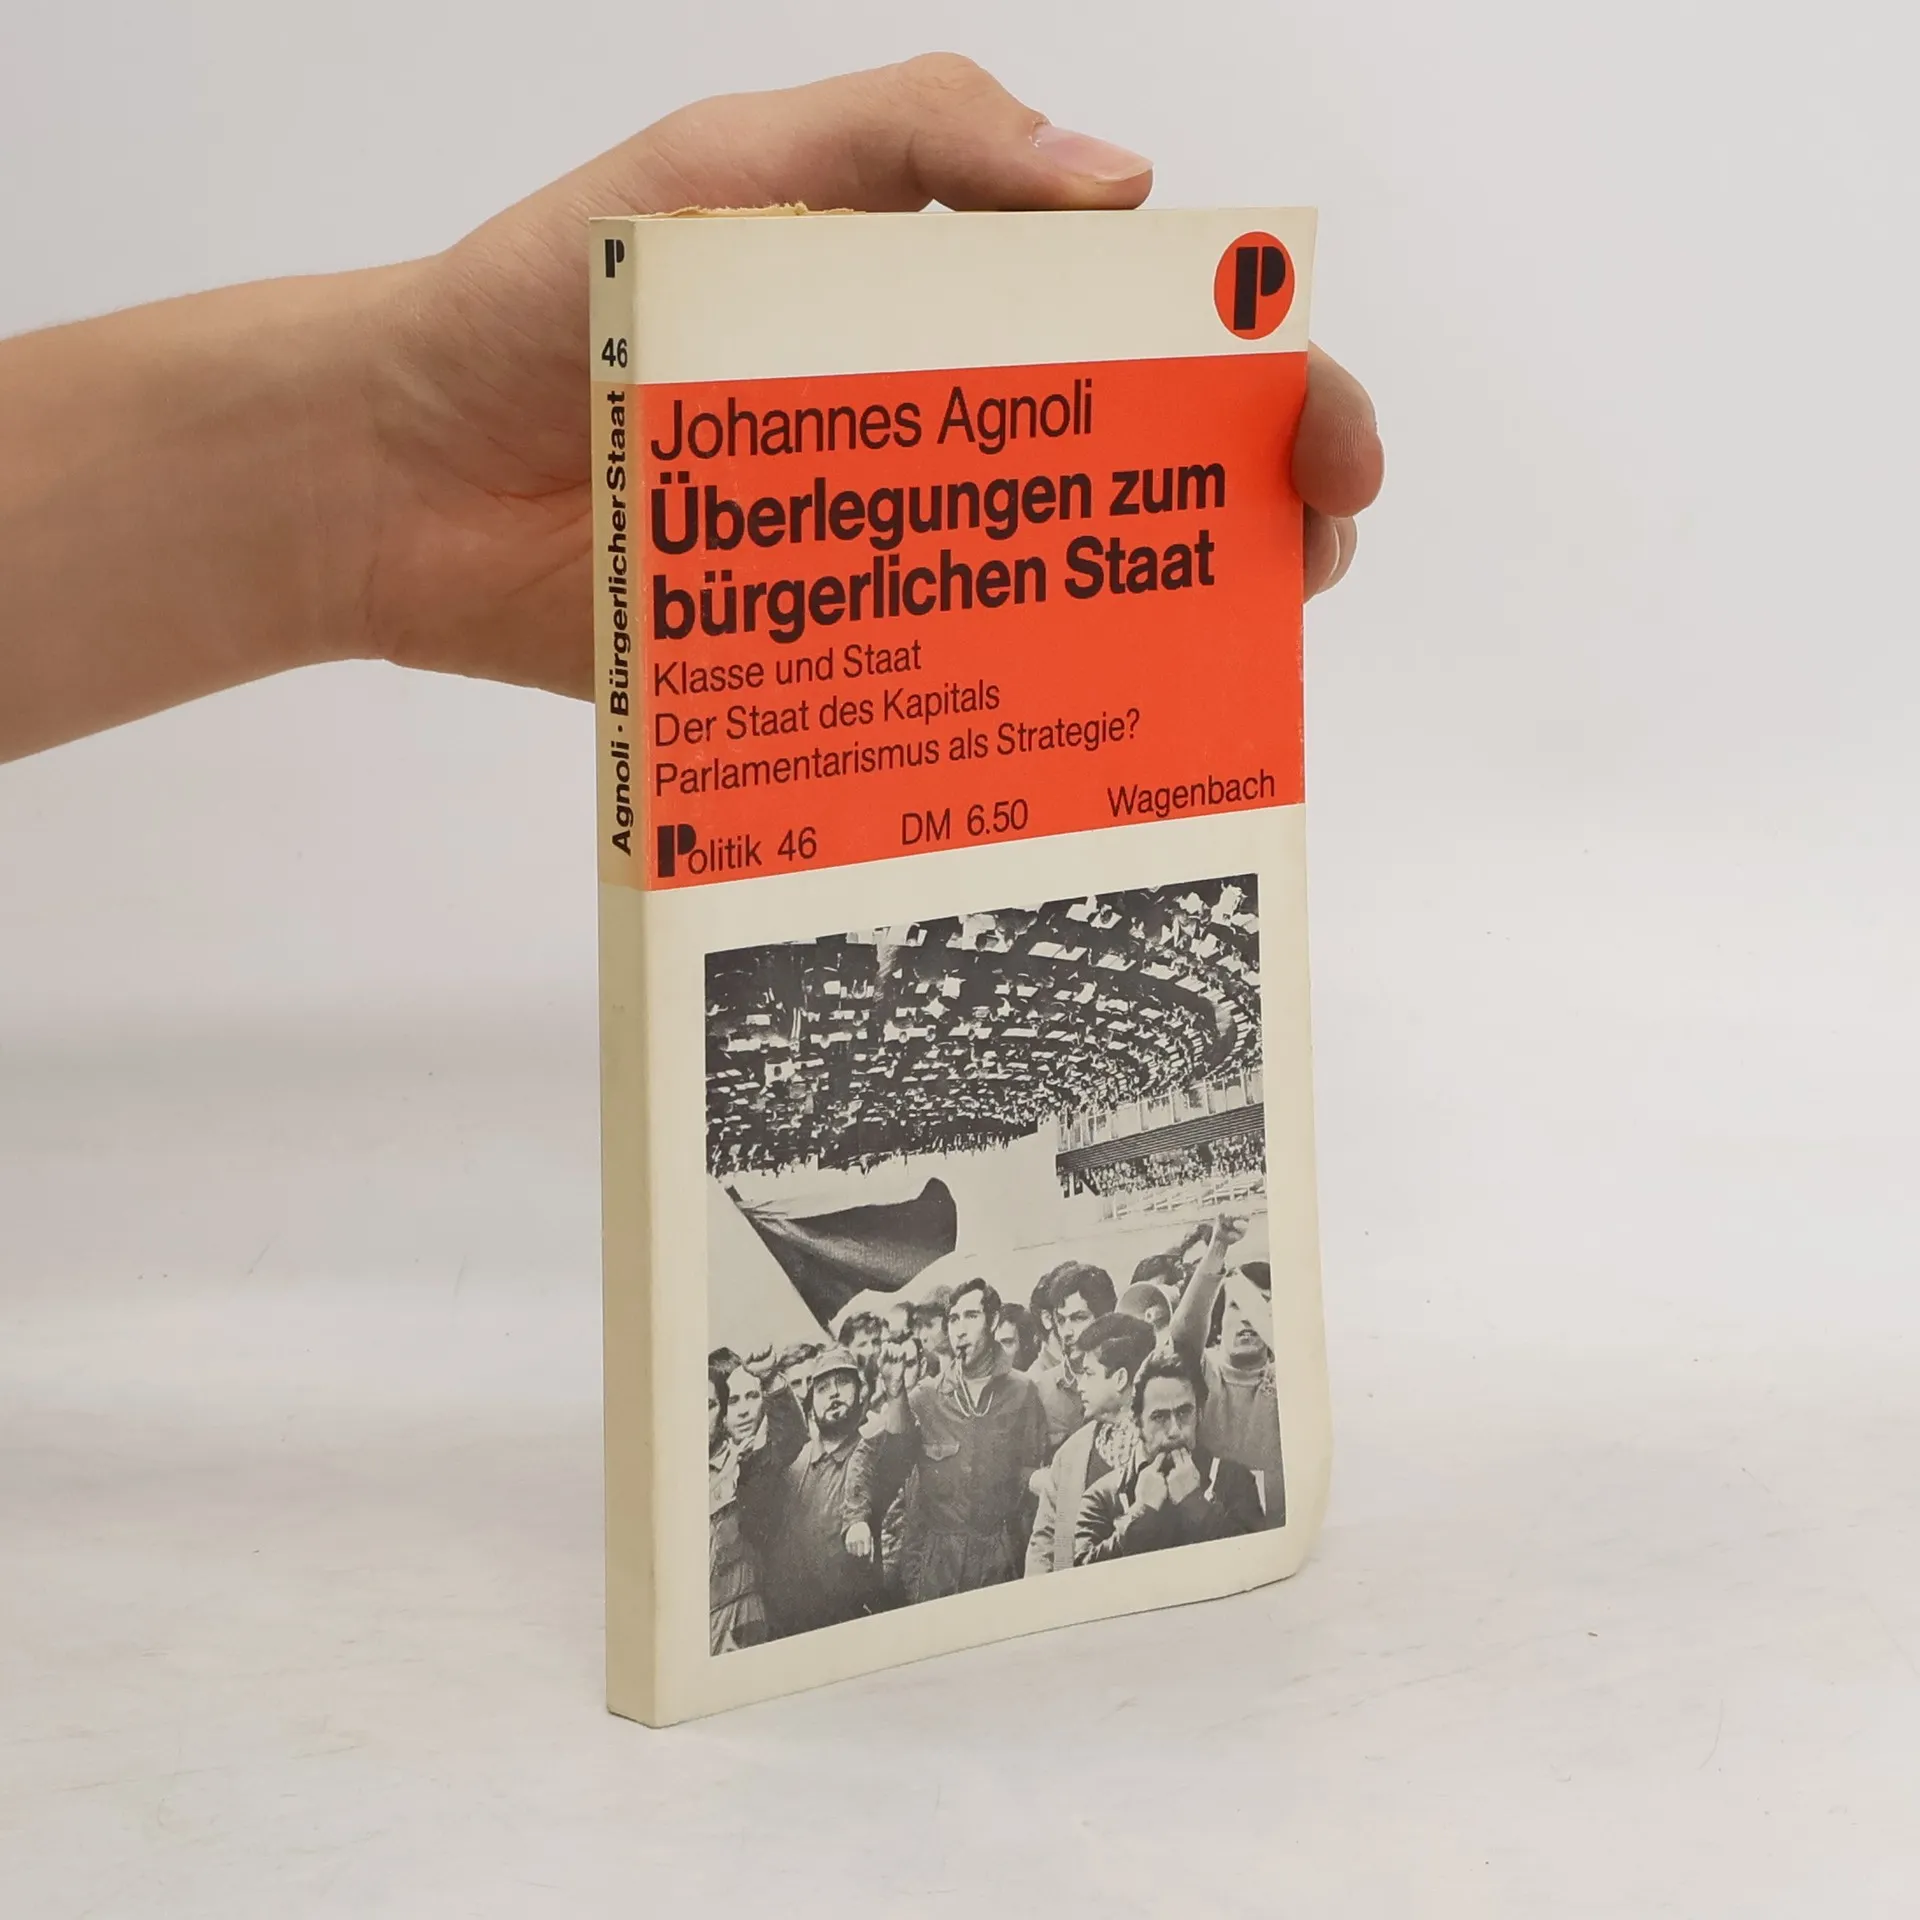 P
46
Agnoli · Bürgerlicher Staat
P
Johannes Agnoli
Überlegungen zum
bürgerlichen Staat
Klasse und Staat
Der Staat des Kapitals
Parlamentarismus als Strategie?
Politik 46 DM 6.50 Wagenbach